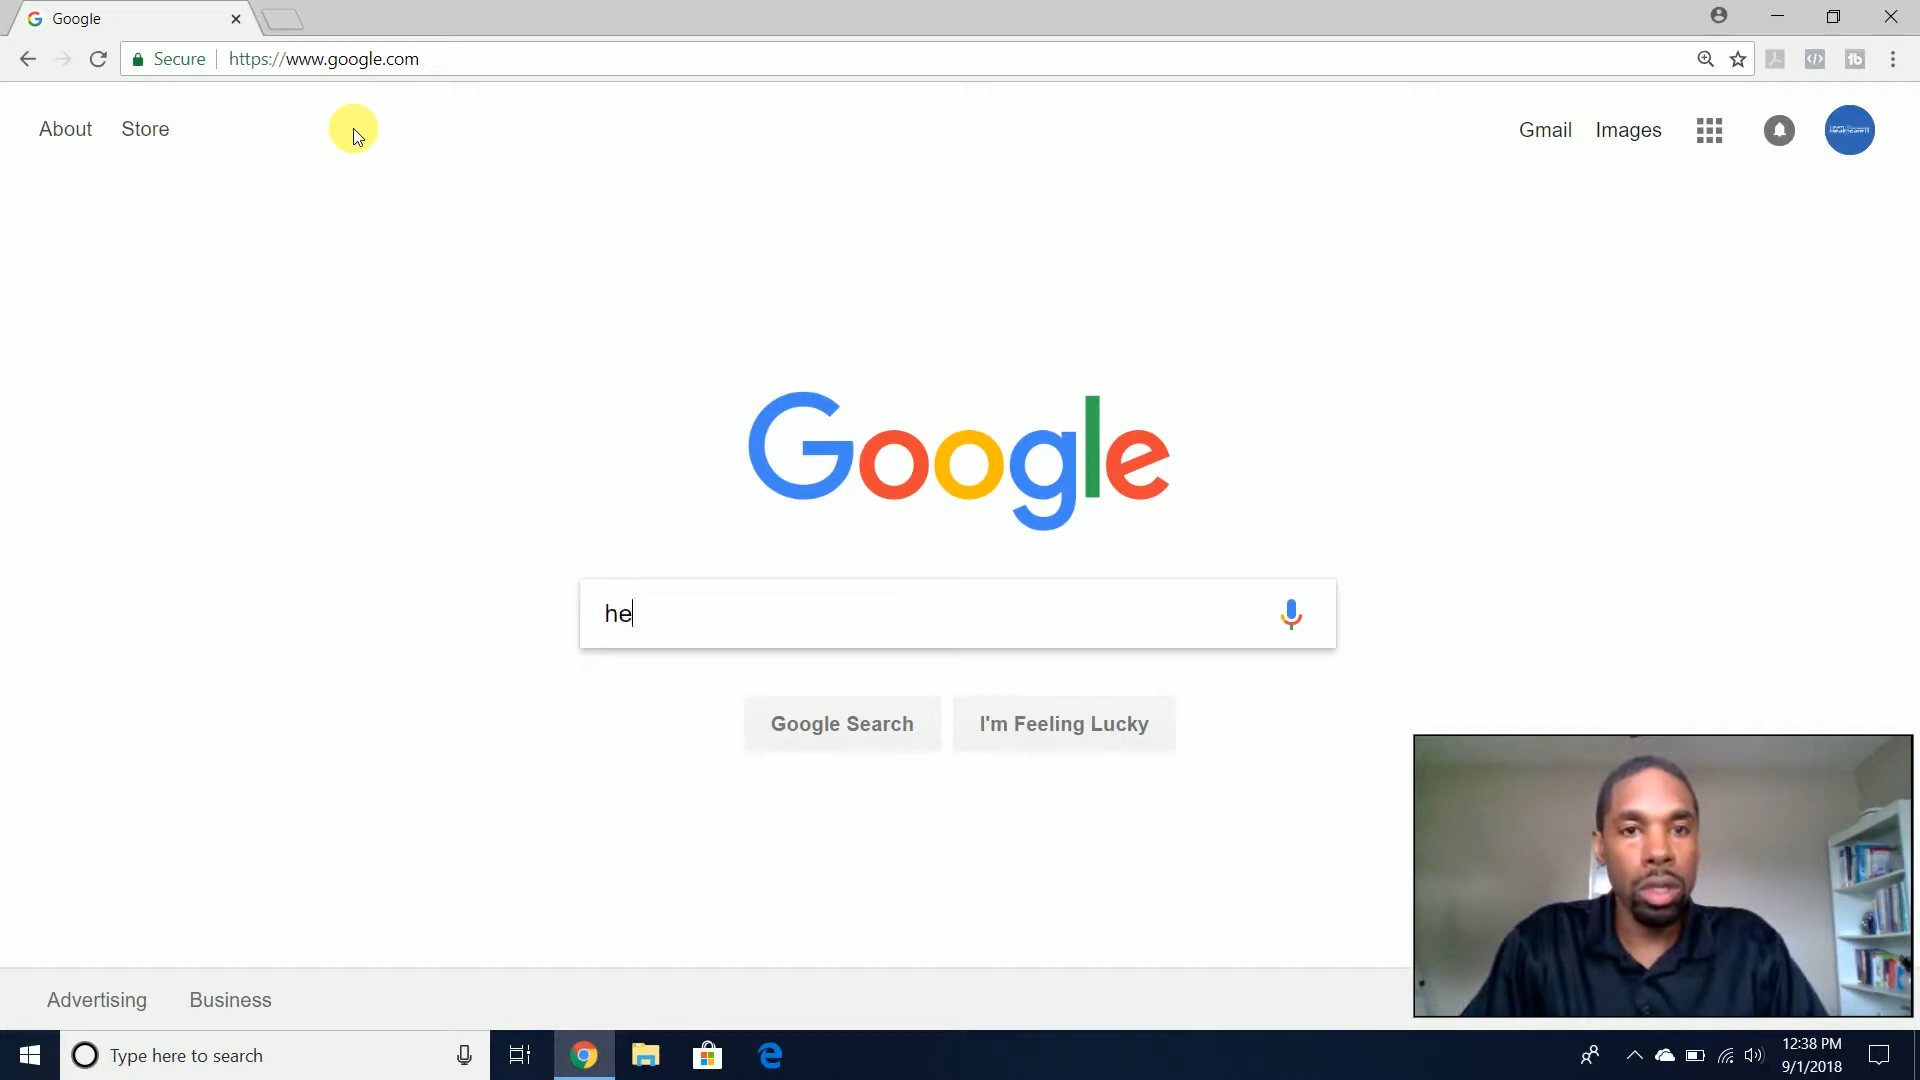 Google
Secure https://www.google.com
About Store
Gmail Images
Google
he
Google Search I'm Feeling Lucky
Advertising Business
Type here to search
12:38 PM
9/1/2018